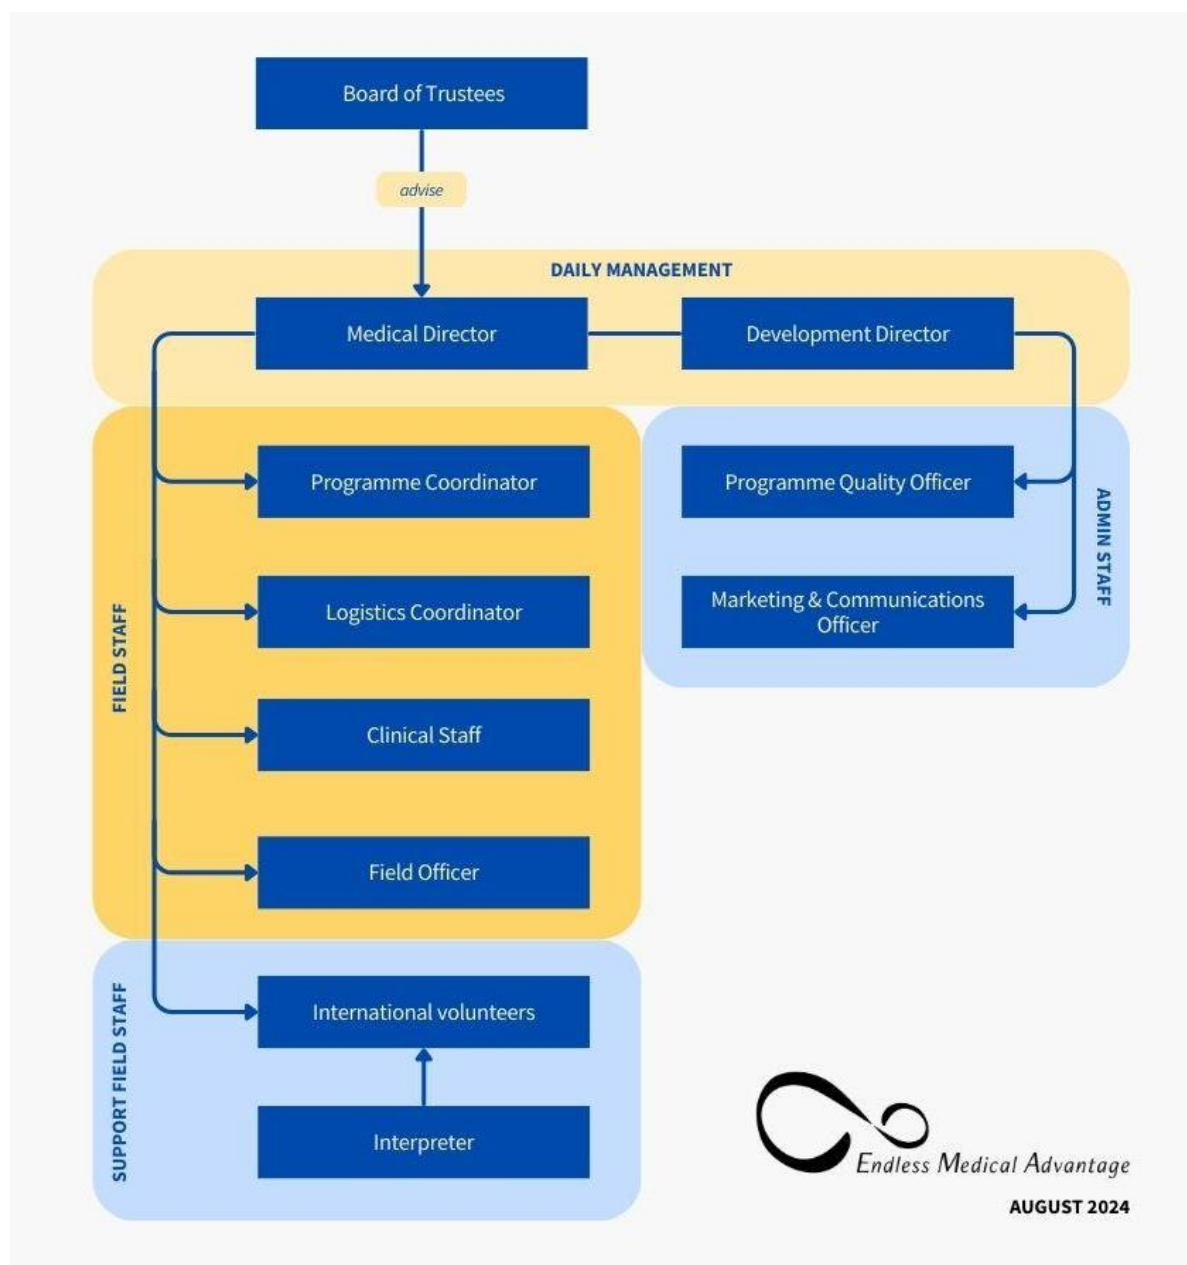 Board of Trustees
advise
DAILY MANAGEMENT
Medical Director
Development Director
FIELD STAFF
Programme Coordinator
Logistics Coordinator
Clinical Staff
Field Officer
Programme Quality Officer
Marketing & Communications
Officer
ADMIN STAFF
SUPPORT FIELD STAFF
International volunteers
Interpreter
Endless Medical Advantage
AUGUST 2024